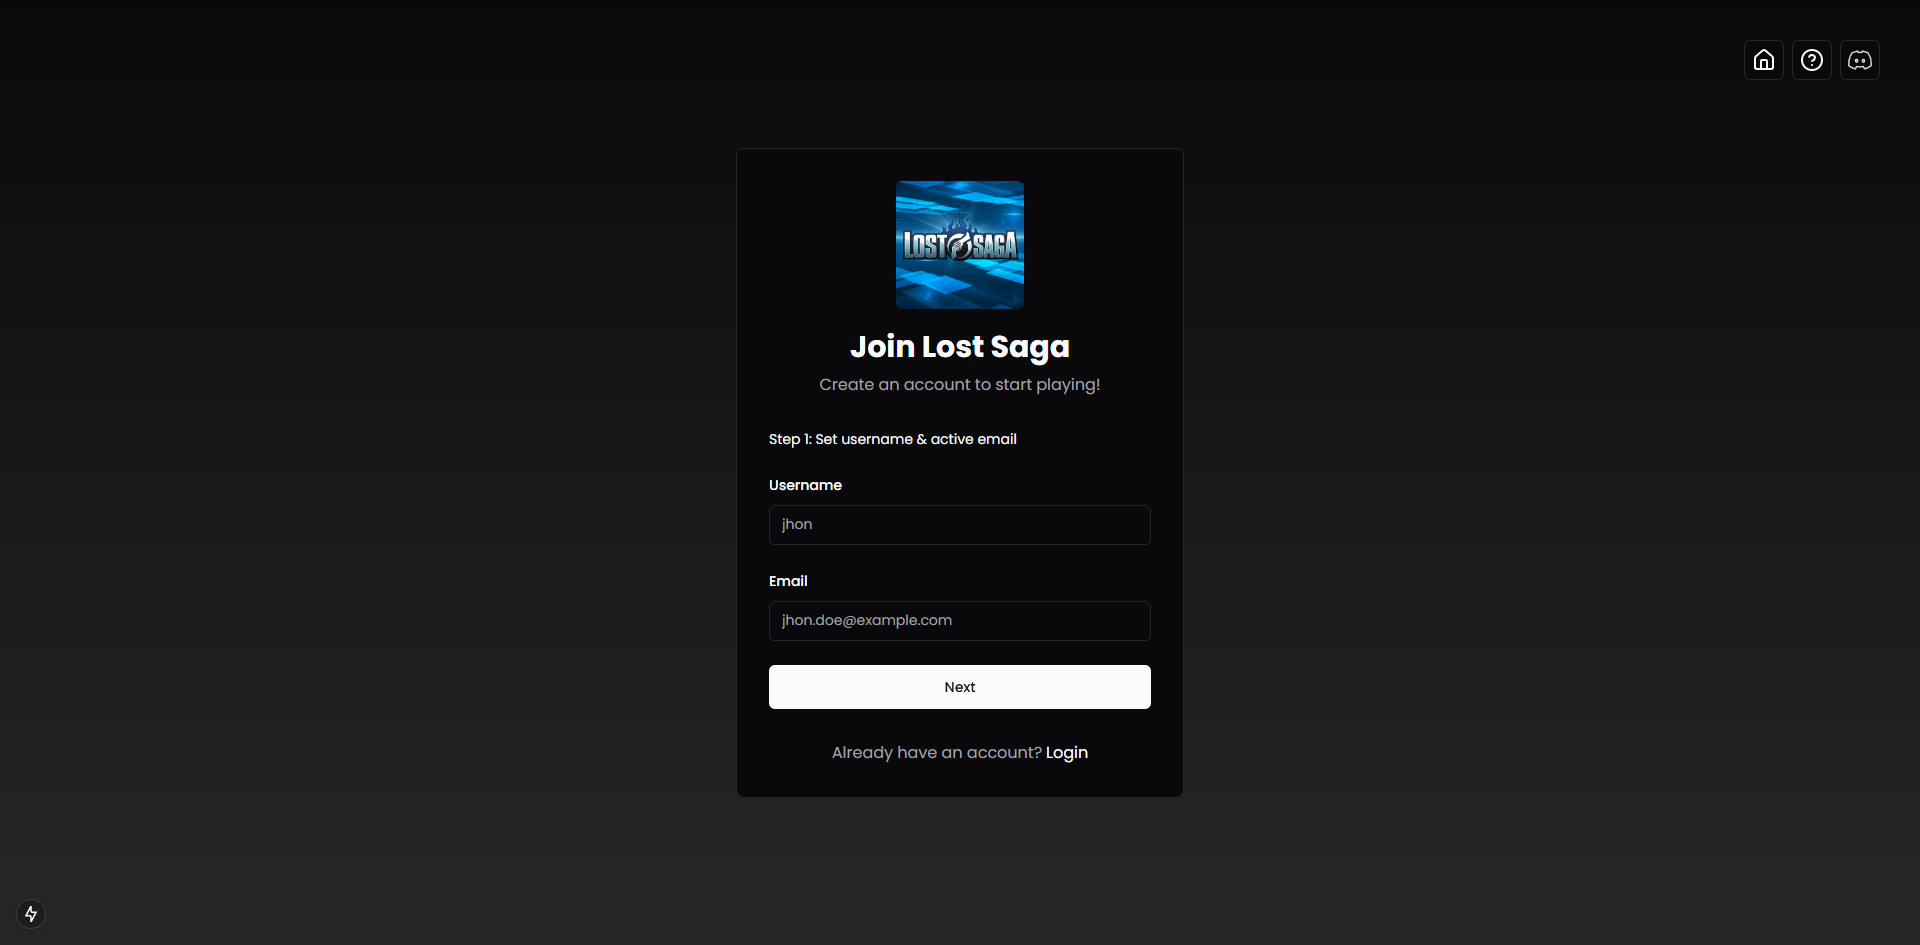 LOST SAGA
Join Lost Saga
Create an account to start playing!
Step 1: Set username & active email
Username
jhon
Email
jhon.doe@example.com
Next
Already have an account? Login